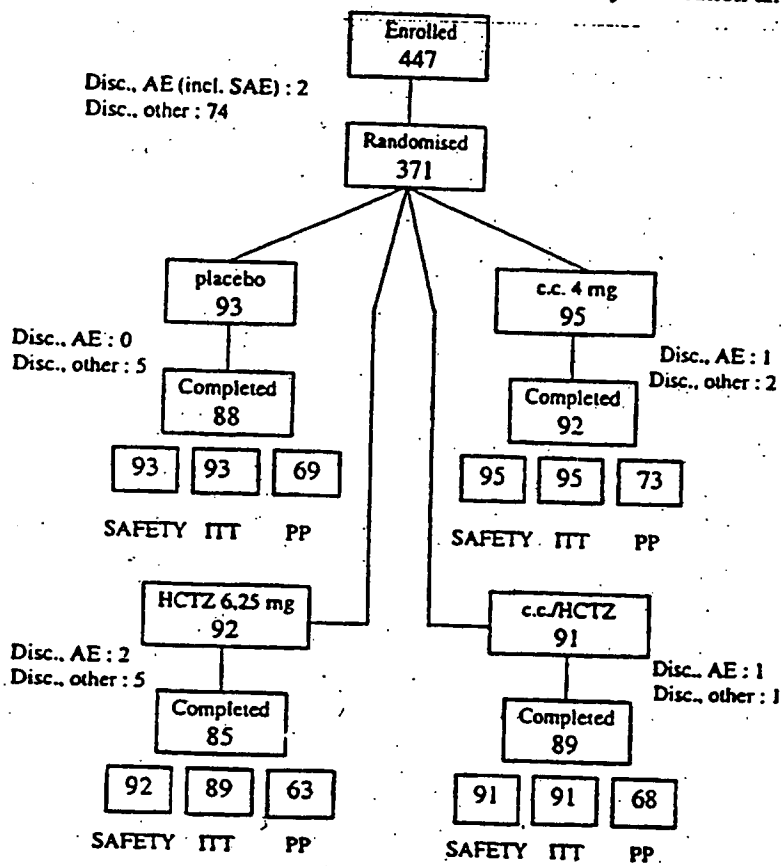 Enrolled
447
Disc., AE (incl. SAE) : 2
Disc., other : 74
Randomised
371
placebo
93
Disc., AE : 0
Disc., other : 5
Completed
88
93 93 69
SAFETY ITT PP
c.c. 4 mg
95
Disc., AE : 1
Disc., other : 2
Completed
92
95 95 73
SAFETY ITT PP
HCTZ 6,25 mg
92
Disc., AE : 2
Disc., other : 5
Completed
85
92 89 63
SAFETY ITT PP
c.c./HCTZ
91
Disc., AE : 1
Disc., other : 1
Completed
89
91 91 68
SAFETY ITT PP